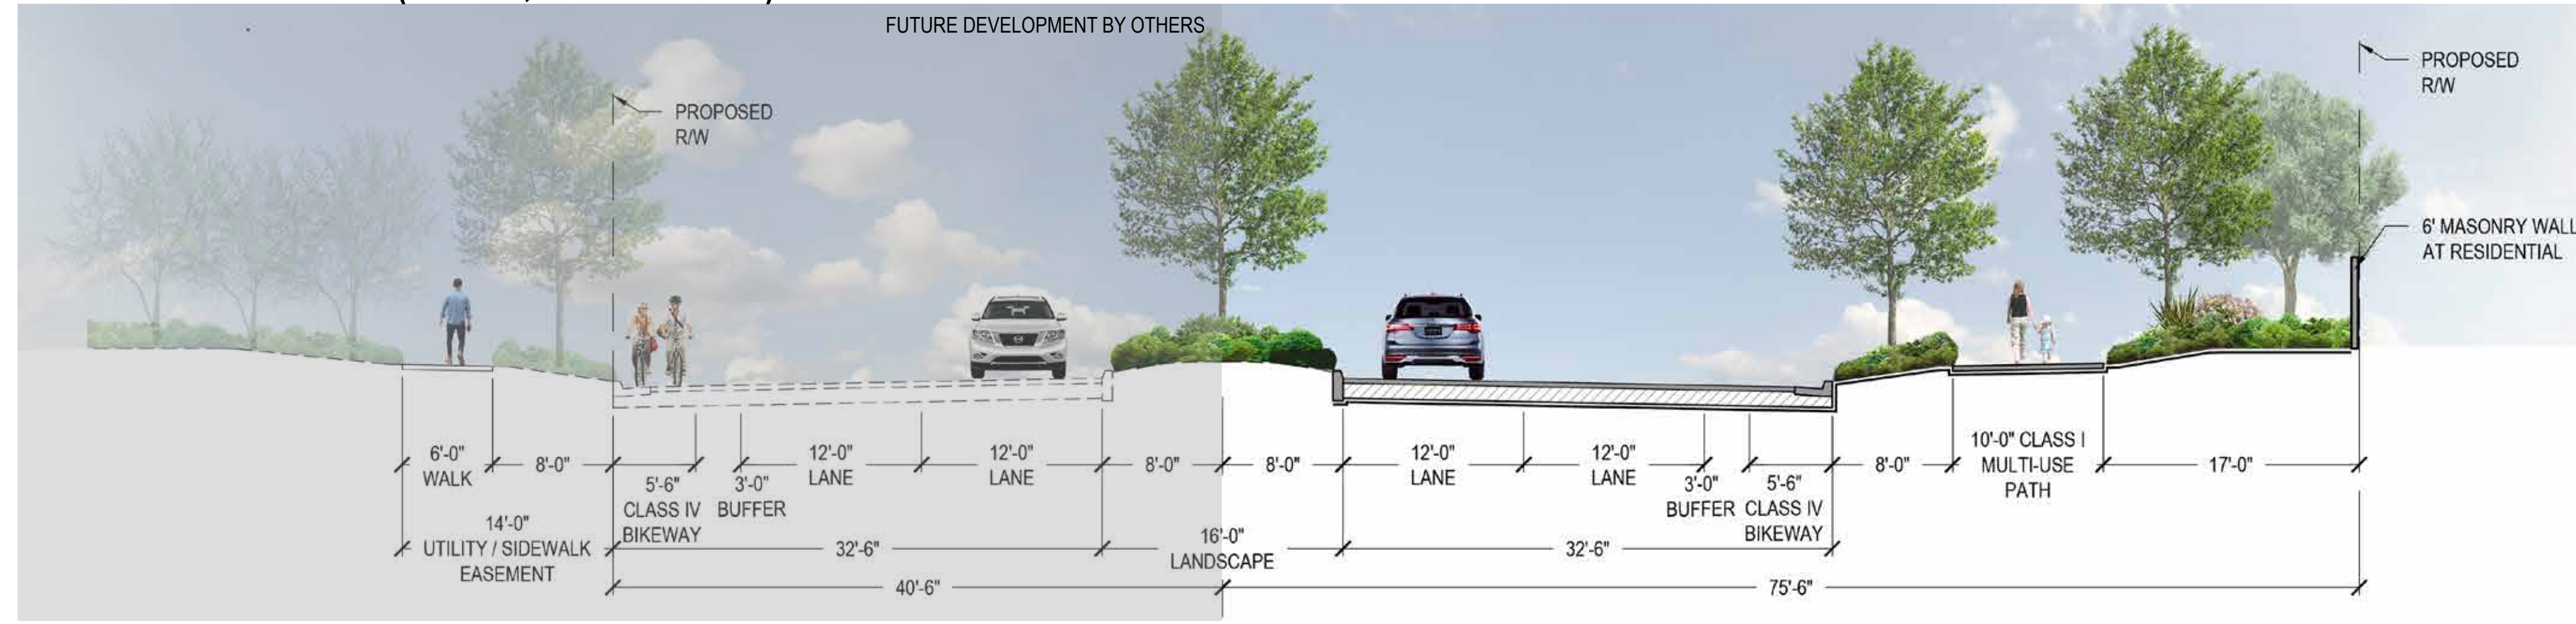 FUTURE DEVELOPMENT BY OTHERS
PROPOSED
R/W
PROPOSED
R/W
6' MASONRY WALL
AT RESIDENTIAL
6'-0"
WALK
8'-0"
5'-6"
CLASS IV
BIKEWAY
3'-0"
BUFFER
12'-0"
LANE
12'-0"
LANE
8'-0"
8'-0"
12'-0"
LANE
12'-0"
LANE
3'-0"
BUFFER
5'-6"
CLASS IV
BIKEWAY
8'-0"
10'-0" CLASS I
MULTI-USE
PATH
17'-0"
14'-0"
UTILITY / SIDEWALK
EASEMENT
32'-6"
16'-0"
LANDSCAPE
32'-6"
40'-6"
75'-6"